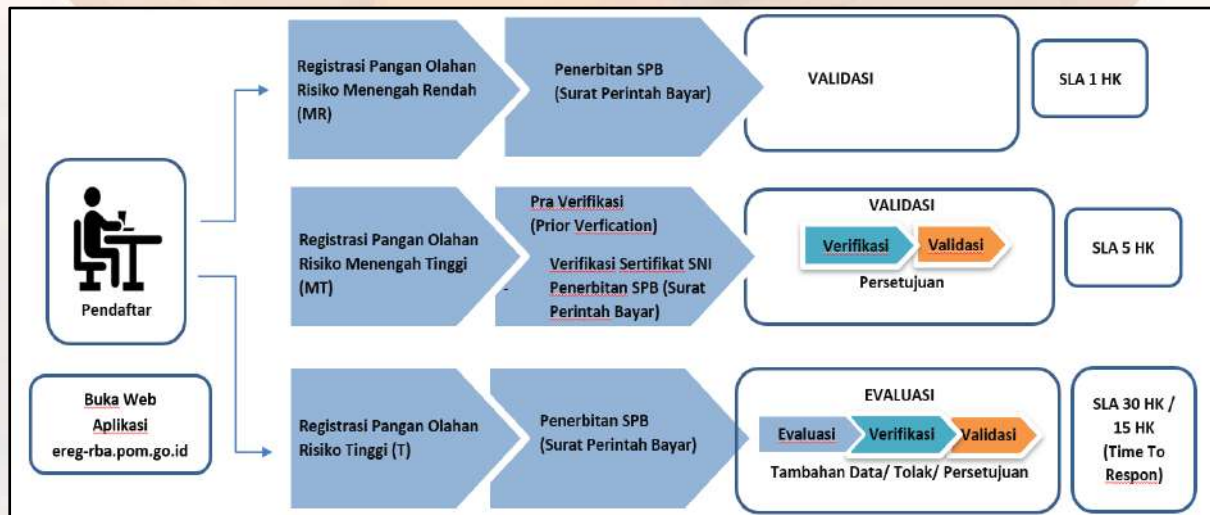 Registrasi Pangan Olahan
Risiko Menengah Rendah
(MR)
Penerbitan SPB
(Surat Perintah Bayar)
VALIDASI
SLA 1 HK
Pendaftar
Registrasi Pangan Olahan
Risiko Menengah Tinggi
(MT)
Pra Verifikasi
(Prior Verfication)
Verifikasi Sertifikat SNI
- Penerbitan SPB (Surat
Perintah Bayar)
VALIDASI
Verifikasi
Validasi
Persetujuan
SLA 5 HK
Buka Web
Aplikasi
ereg-rba.pom.go.id
Registrasi Pangan Olahan
Risiko Tinggi (T)
Penerbitan SPB
(Surat Perintah Bayar)
EVALUASI
Evaluasi
Verifikasi
Validasi
Tambahan Data/ Tolak/ Persetujuan
SLA 30 HK /
15 HK
(Time To
Respon)